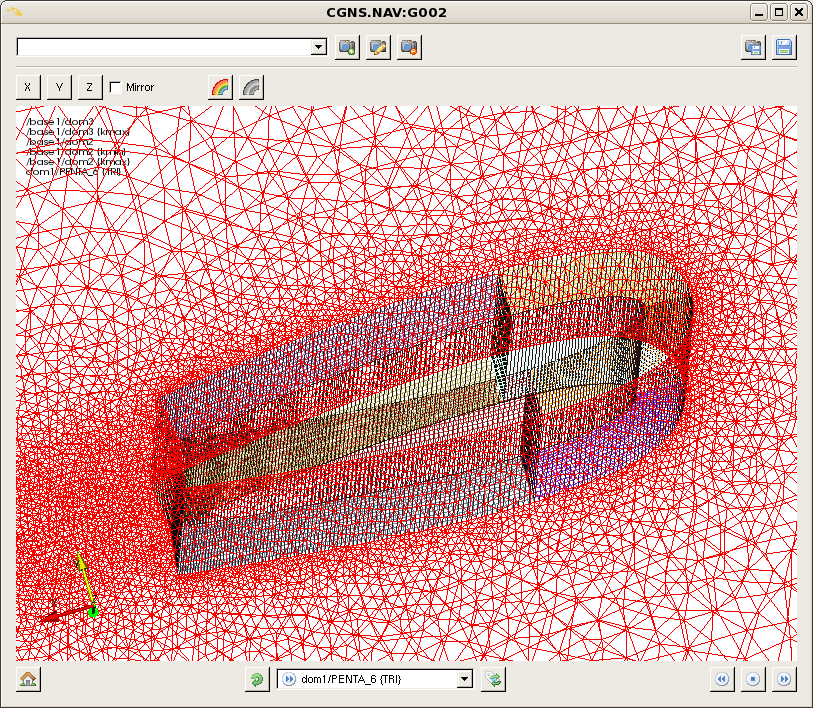 CGNS.NAV:G002
X Y Z Mirror
/base1/dom3
/base1/dom3 {kmax}
/base1/dom2
/base1/dom2 {kmin}
/base1/dom2 {kmax}
dom1/PENTA_6 {TRI}
dom1/PENTA_6 {TRI}